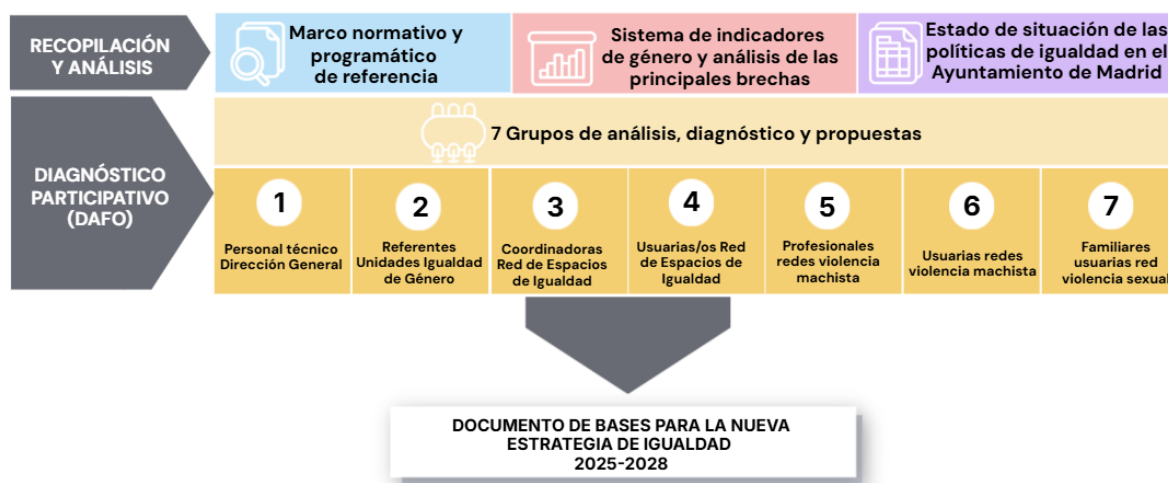 RECOPILACIÓN
Y ANÁLISIS
Marco normativo y
programático
de referencia
Sistema de indicadores
de género y análisis de las
principales brechas
Estado de situación de las
políticas de igualdad en el
Ayuntamiento de Madrid
DIAGNÓSTICO
PARTICIPATIVO
(DAFO)
7 Grupos de análisis, diagnóstico y propuestas
1
Personal técnico
Dirección General
2
Referentes
Unidades Igualdad
de Género
3
Coordinadoras
Red de Espacios
de Igualdad
4
Usuarias/os Red
de Espacios de
Igualdad
5
Profesionales
redes violencia
machista
6
Usuarias redes
violencia machista
7
Familiares
usuarias red
violencia sexual
DOCUMENTO DE BASES PARA LA NUEVA
ESTRATEGIA DE IGUALDAD
2025-2028